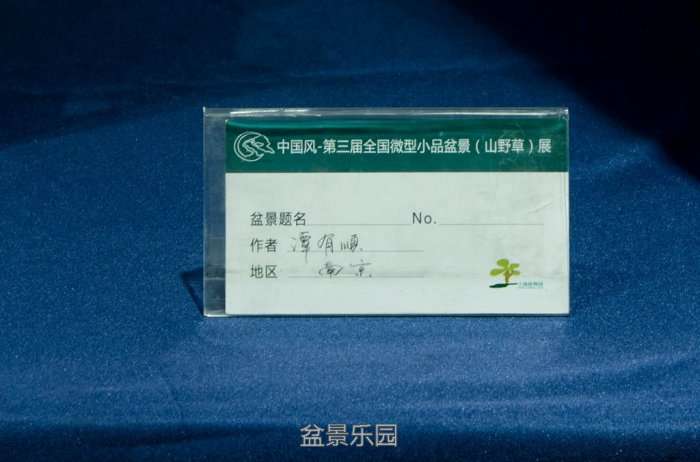 中国风-第三届全国微型小品盆景（山野草）展
盆景题名 No.
作者 潭有顺
地区 南京
盆景乐园